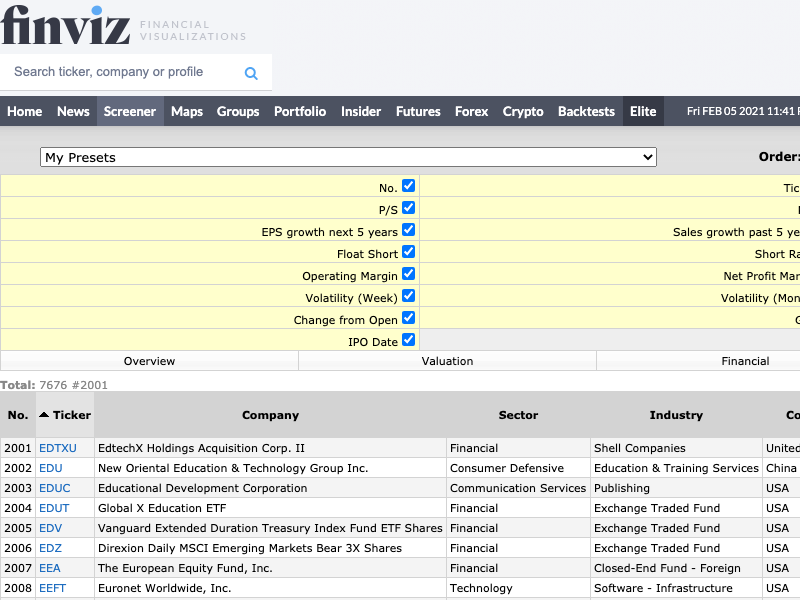 finviz FINANCIAL
VISUALIZATIONS
Search ticker, company or profile
Home News Screener Maps Groups Portfolio Insider Futures Forex Crypto Backtests Elite Fri FEB 05 2021 11:41
My Presets Order:
No. Tic
P/S
EPS growth next 5 years Sales growth past 5 ye
Float Short Short Ra
Operating Margin Net Profit Mar
Volatility (Week) Volatility (Mon
Change from Open
IPO Date
Overview Valuation Financial
Total: 7676 #2001
No. Ticker Company Sector Industry Co
2001 EDTXU EdtechX Holdings Acquisition Corp. II Financial Shell Companies United
2002 EDU New Oriental Education & Technology Group Inc. Consumer Defensive Education & Training Services China
2003 EDUC Educational Development Corporation Communication Services Publishing USA
2004 EDUT Global X Education ETF Financial Exchange Traded Fund USA
2005 EDV Vanguard Extended Duration Treasury Index Fund ETF Shares Financial Exchange Traded Fund USA
2006 EDZ Direxion Daily MSCI Emerging Markets Bear 3X Shares Financial Exchange Traded Fund USA
2007 EEA The European Equity Fund, Inc. Financial Closed-End Fund - Foreign USA
2008 EEFT Euronet Worldwide, Inc. Technology Software - Infrastructure USA